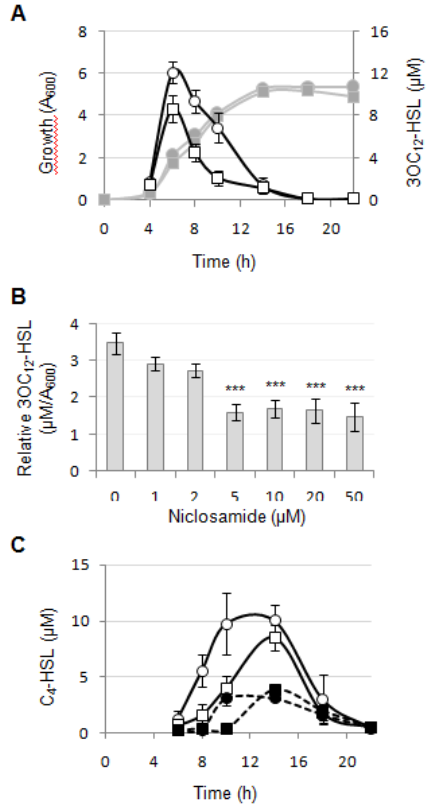 A
8
6
4
2
0
Growth (A600)
16
12
8
4
0
3OC12-HSL (µM)
0 4 8 12 16 20
Time (h)
B
4
3
2
1
0
Relative 3OC12-HSL
(µM/A600)
*** *** *** ***
0 1 2 5 10 20 50
Niclosamide (µM)
C
15
10
5
0
C4-HSL (µM)
0 4 8 12 16 20
Time (h)